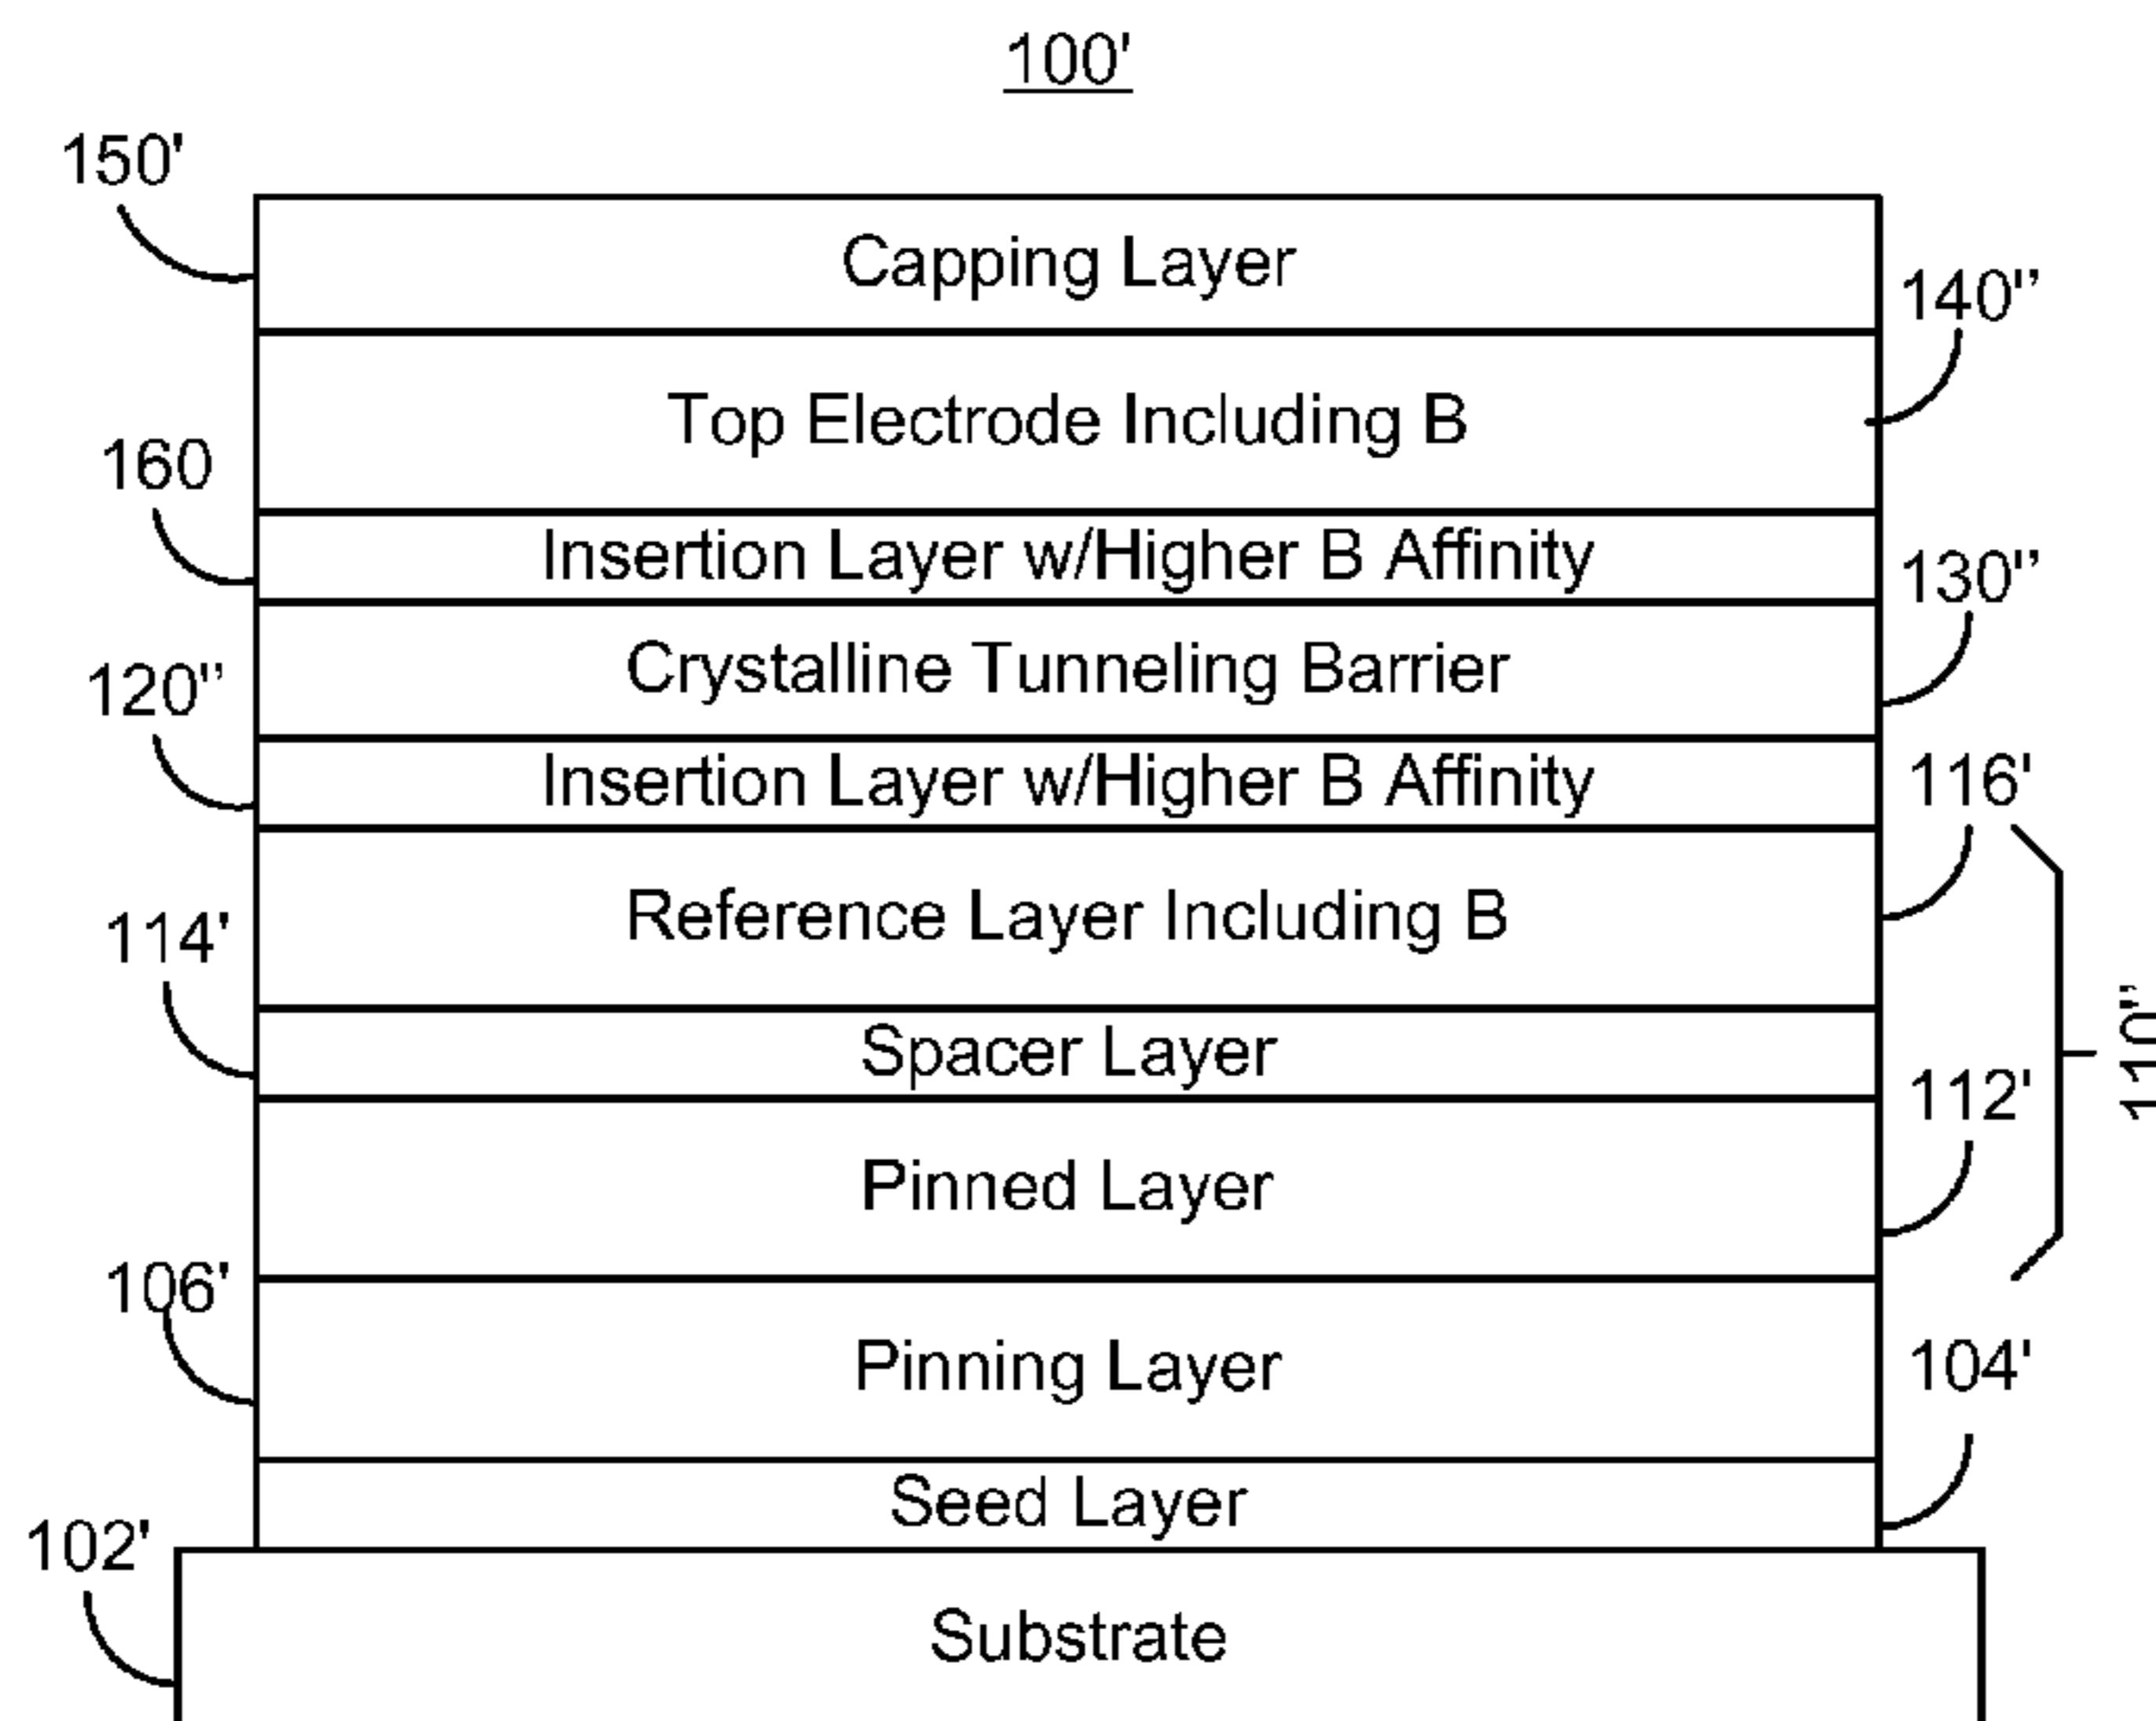 100'
150'
Capping Layer
140"
Top Electrode Including B
160
Insertion Layer w/Higher B Affinity
130"
Crystalline Tunneling Barrier
120"
Insertion Layer w/Higher B Affinity
116'
Reference Layer Including B
114'
Spacer Layer
110"
112'
Pinned Layer
106'
Pinning Layer
104'
Seed Layer
102'
Substrate